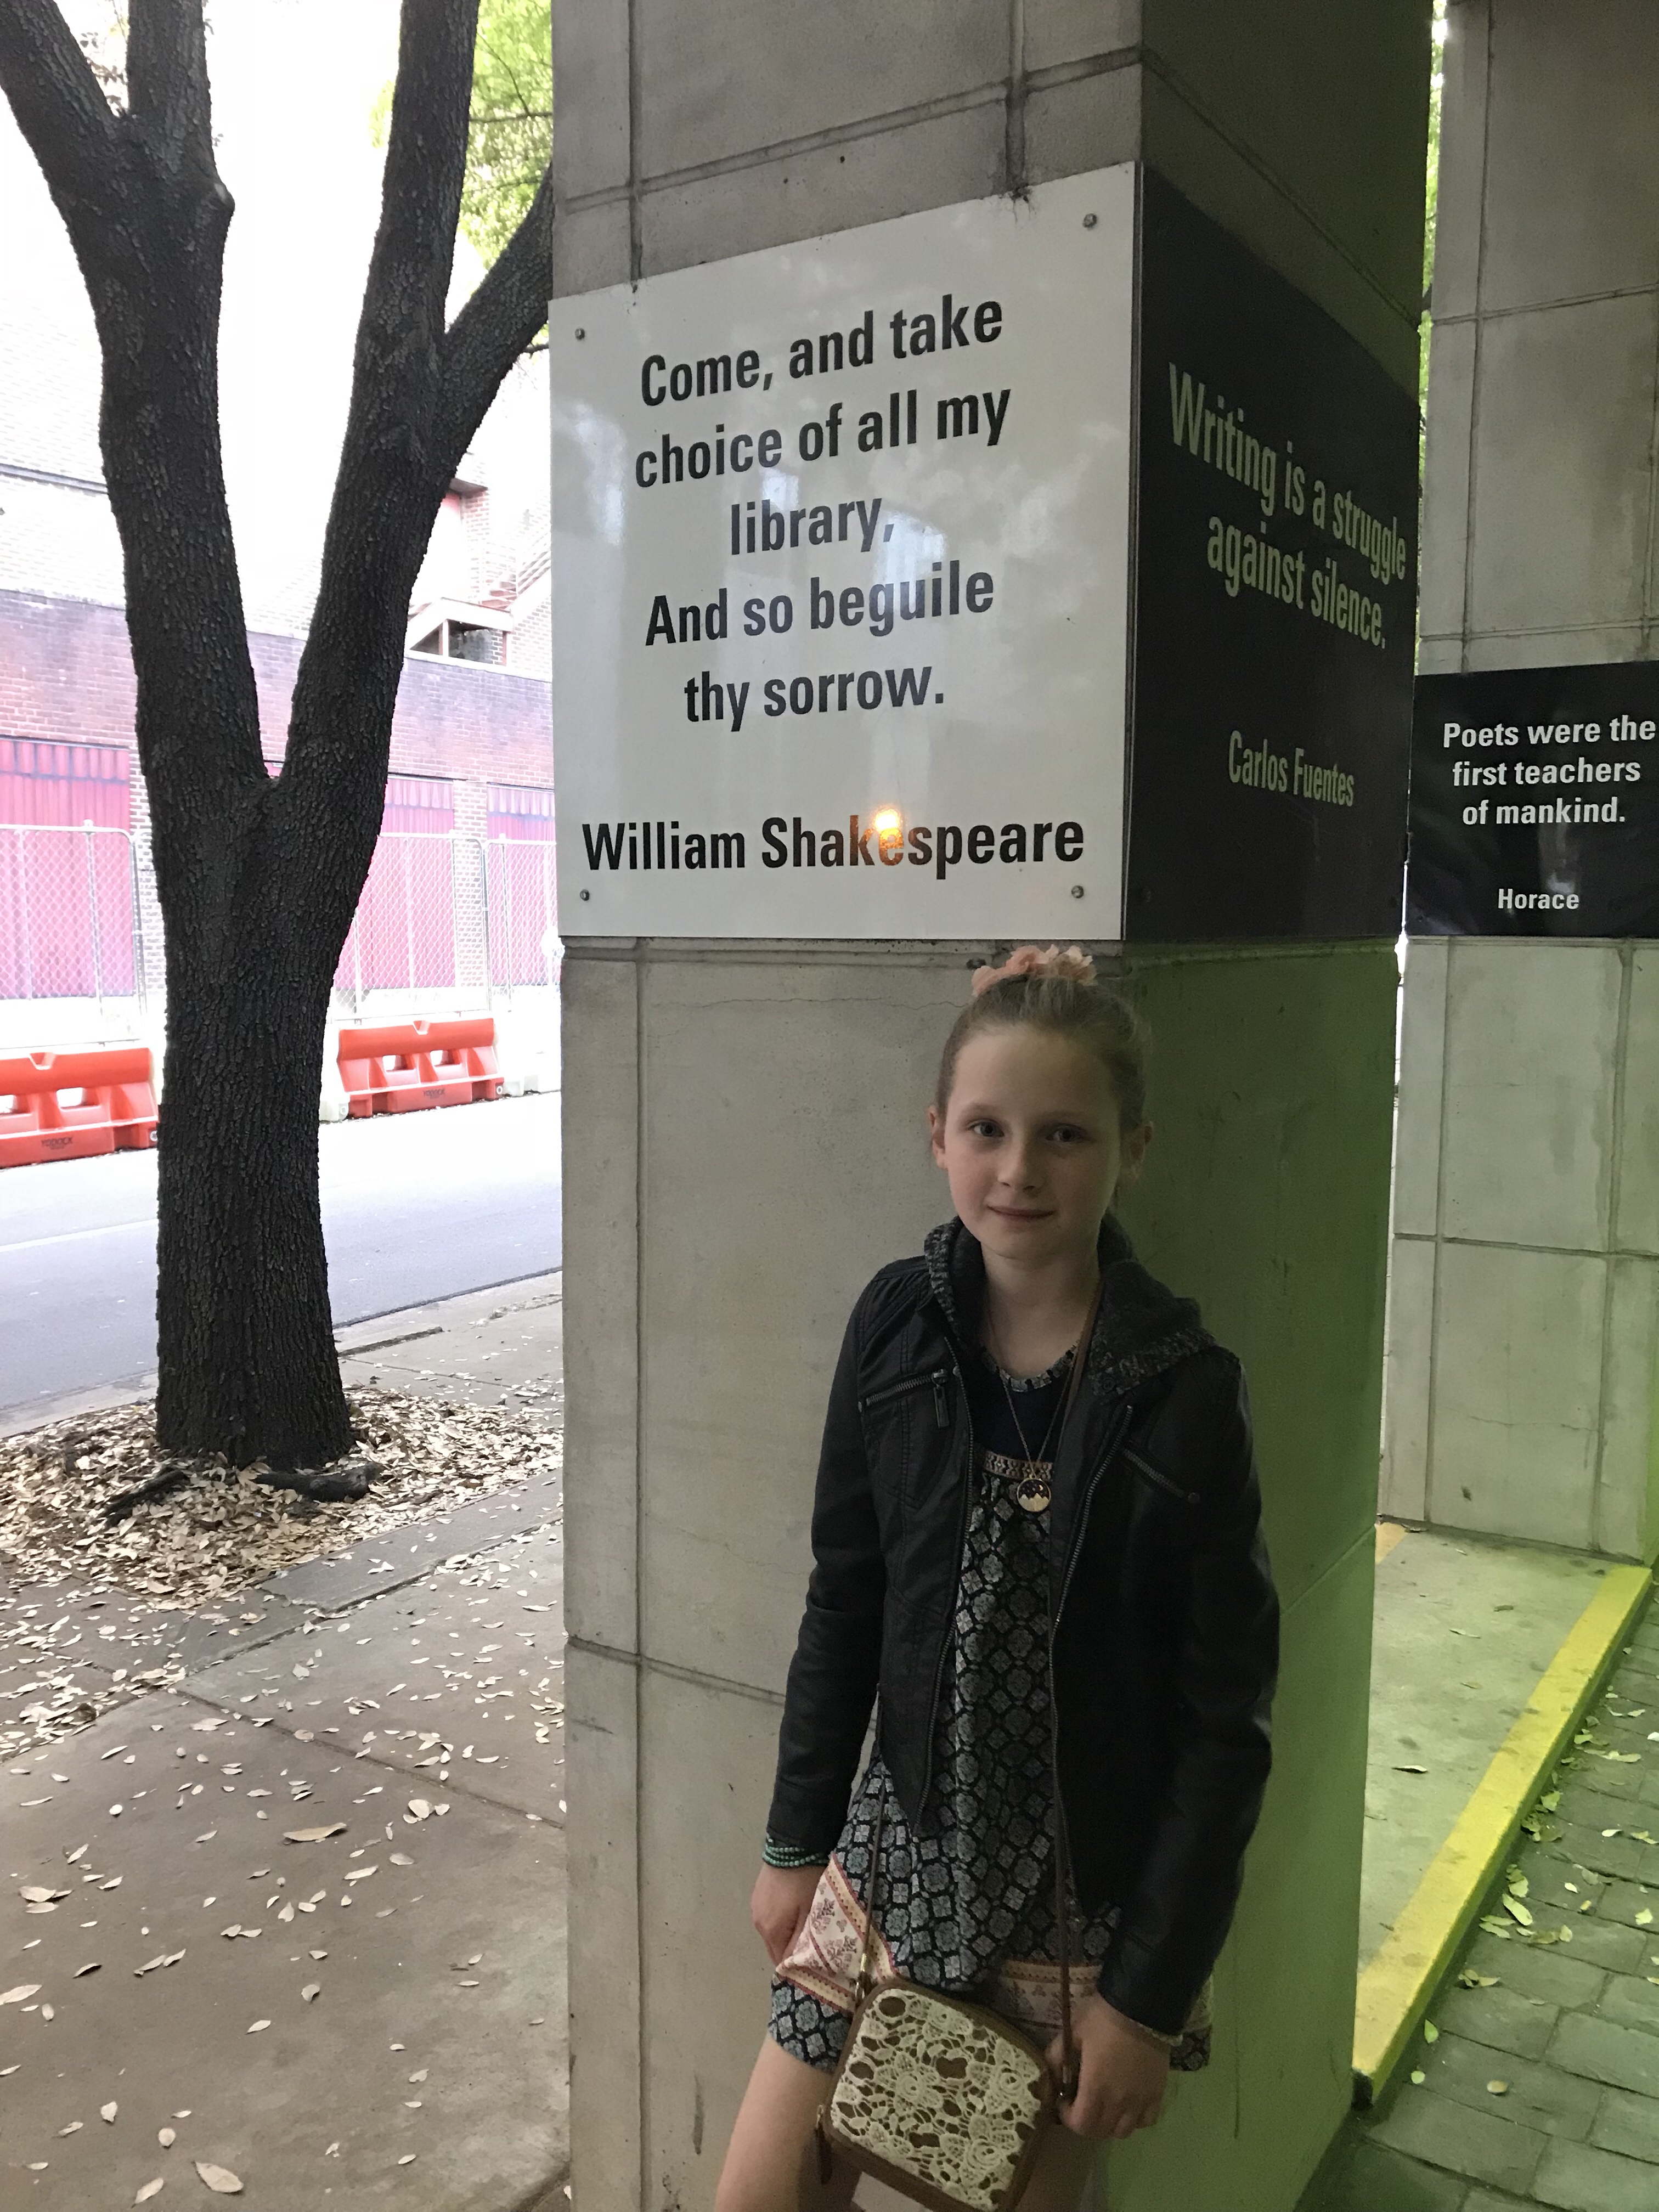 Come, and take
choice of all my
library,
And so beguile
thy sorrow.
William Shakespeare
Writing is a struggle
against silence.
Carlos Fuentes
Poets were the
first teachers
of mankind.
Horace